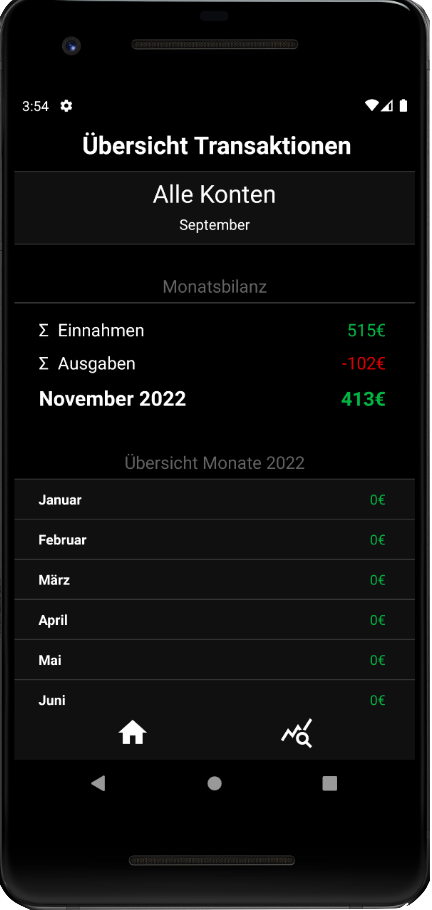 3:54
Übersicht Transaktionen
Alle Konten
September
Monatsbilanz
Σ Einnahmen 515€
Σ Ausgaben -102€
November 2022 413€
Übersicht Monate 2022
Januar 0€
Februar 0€
März 0€
April 0€
Mai 0€
Juni 0€